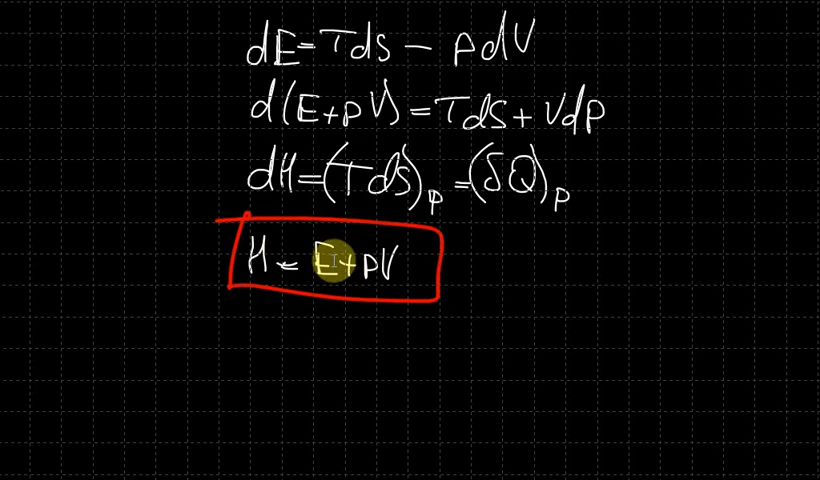 dE=TdS - pdV
d(E+pV)=TdS+Vdp
dH=(TdS)p=(δQ)p
H=E+pV